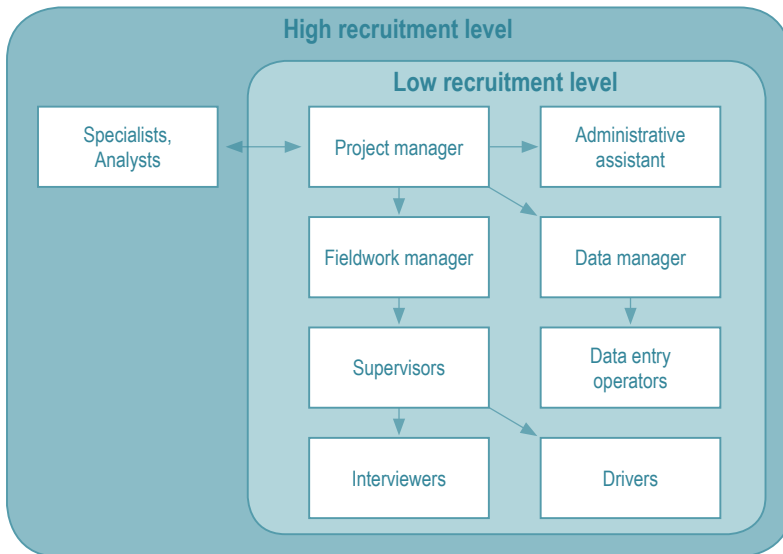 High recruitment level
Low recruitment level
Specialists,
Analysts
Project manager
Administrative
assistant
Fieldwork manager
Data manager
Supervisors
Data entry
operators
Interviewers
Drivers